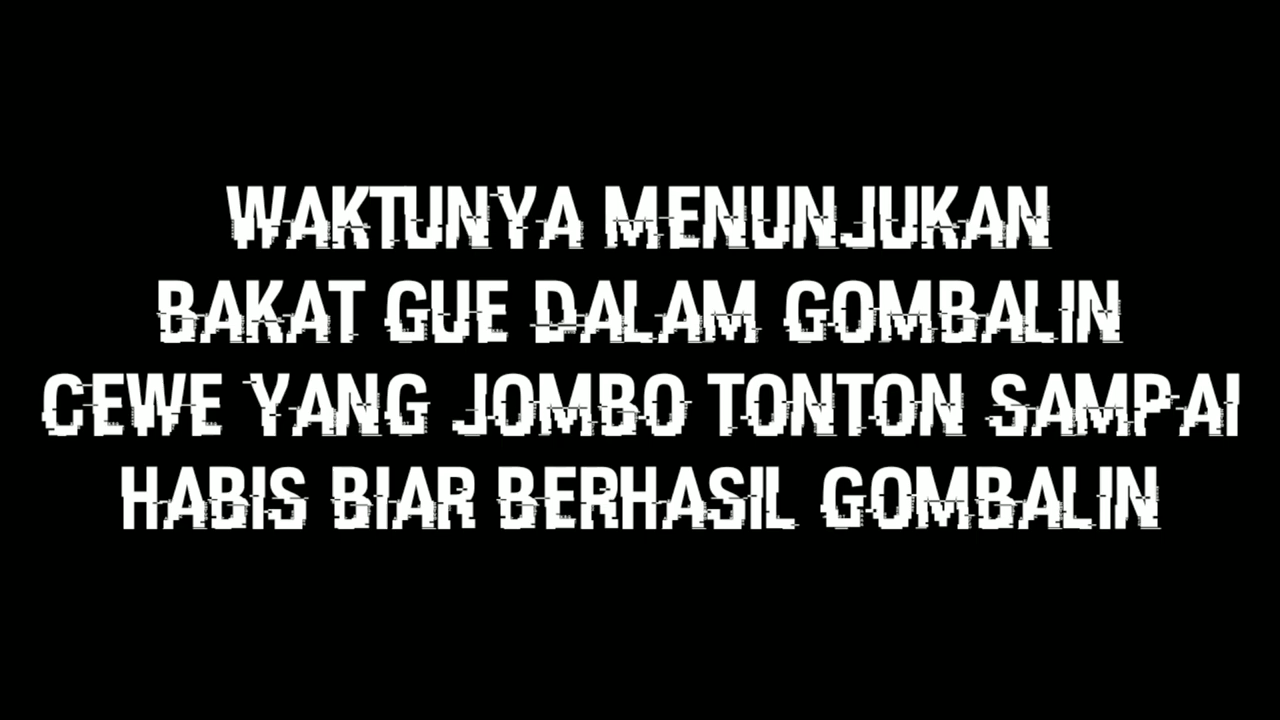 WAKTUNYA MENUNJUKAN
BAKAT GUE DALAM GOMBALIN
CEWE YANG JOMBO TONTON SAMPAI
HABIS BIAR BERHASIL GOMBALIN